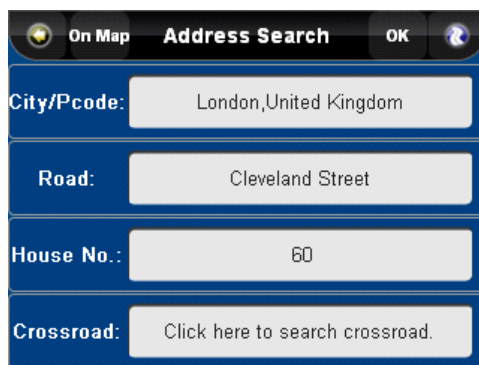 On Map Address Search OK
City/Pcode: London,United Kingdom
Road: Cleveland Street
House No.: 60
Crossroad: Click here to search crossroad.